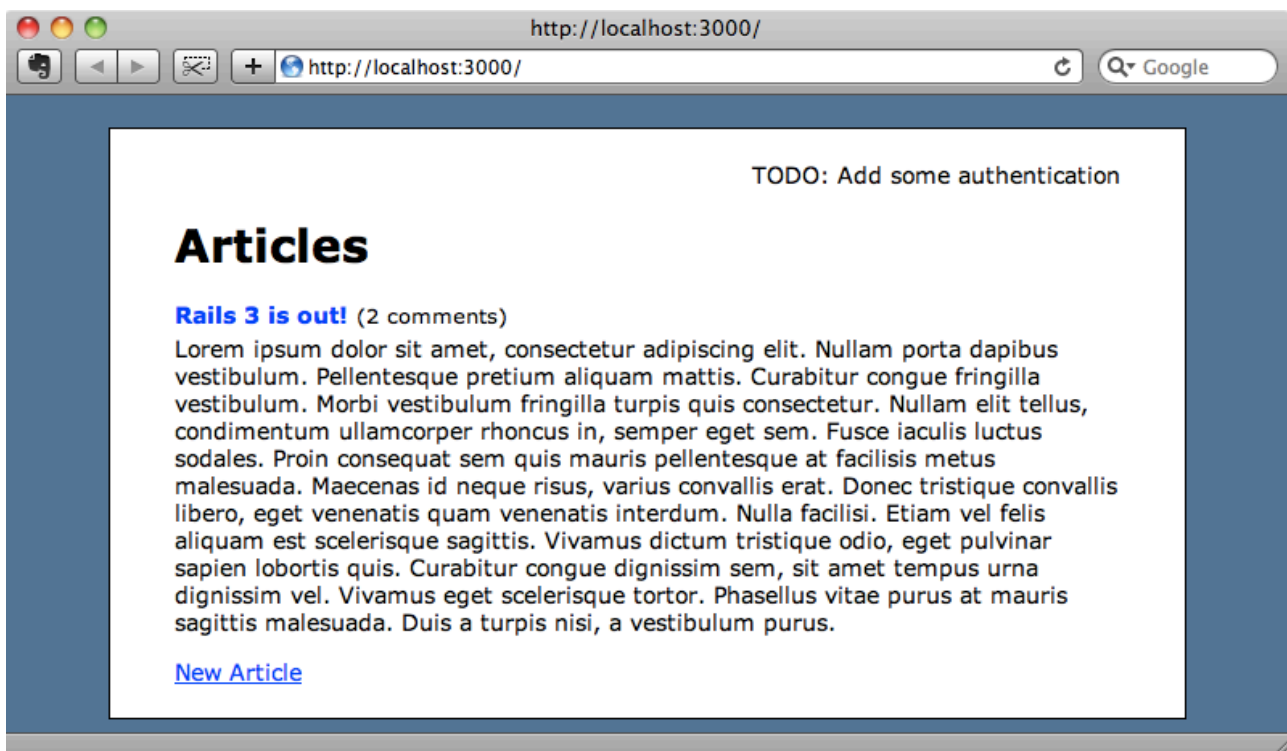 http://localhost:3000/
http://localhost:3000/
Google
TODO: Add some authentication
Articles
Rails 3 is out! (2 comments)
Lorem ipsum dolor sit amet, consectetur adipiscing elit. Nullam porta dapibus
vestibulum. Pellentesque pretium aliquam mattis. Curabitur congue fringilla
vestibulum. Morbi vestibulum fringilla turpis quis consectetur. Nullam elit tellus,
condimentum ullamcorper rhoncus in, semper eget sem. Fusce iaculis luctus
sodales. Proin consequat sem quis mauris pellentesque at facilisis metus
malesuada. Maecenas id neque risus, varius convallis erat. Donec tristique convallis
libero, eget venenatis quam venenatis interdum. Nulla facilisi. Etiam vel felis
aliquam est scelerisque sagittis. Vivamus dictum tristique odio, eget pulvinar
sapien lobortis quis. Curabitur congue dignissim sem, sit amet tempus urna
dignissim vel. Vivamus eget scelerisque tortor. Phasellus vitae purus at mauris
sagittis malesuada. Duis a turpis nisi, a vestibulum purus.
New Article